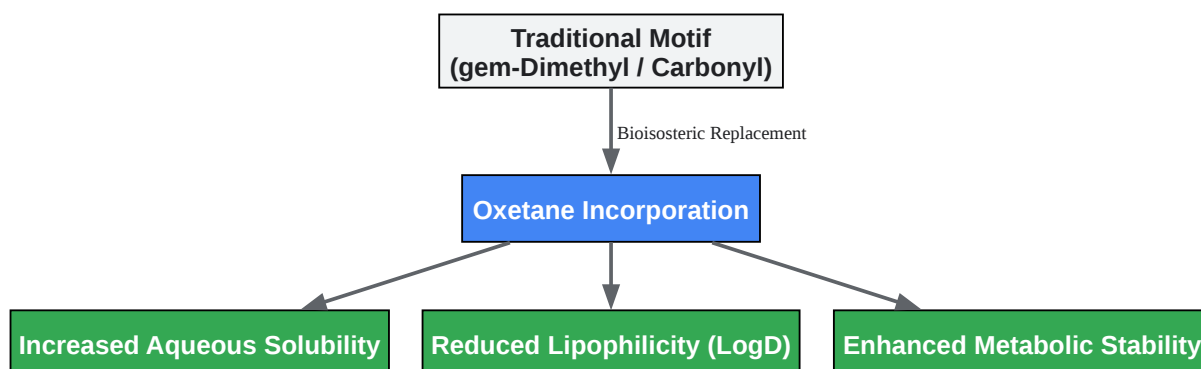 Traditional Motif
(gem-Dimethyl / Carbonyl)
Bioisosteric Replacement
Oxetane Incorporation
Increased Aqueous Solubility
Reduced Lipophilicity (LogD)
Enhanced Metabolic Stability